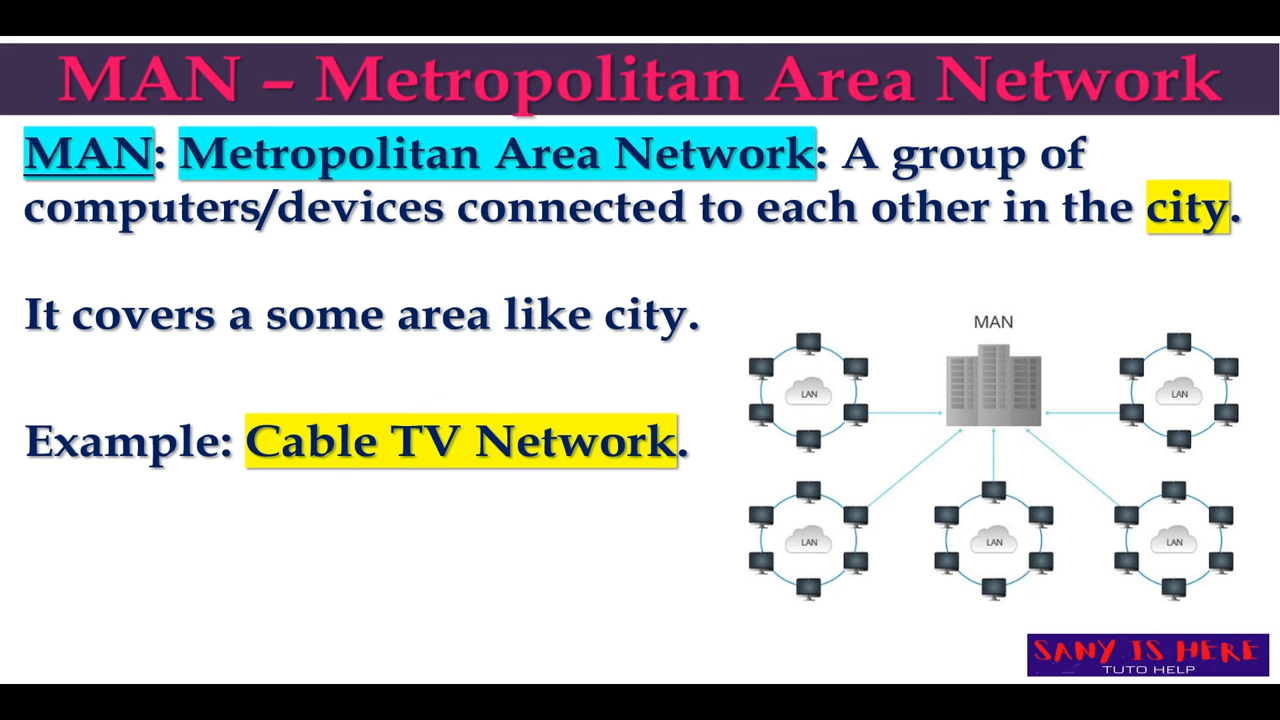 MAN – Metropolitan Area Network
MAN: Metropolitan Area Network: A group of
computers/devices connected to each other in the city.
It covers a some area like city.
Example: Cable TV Network.
MAN
LAN
LAN
LAN
LAN
LAN
SANY IS HERE
TUTO HELP